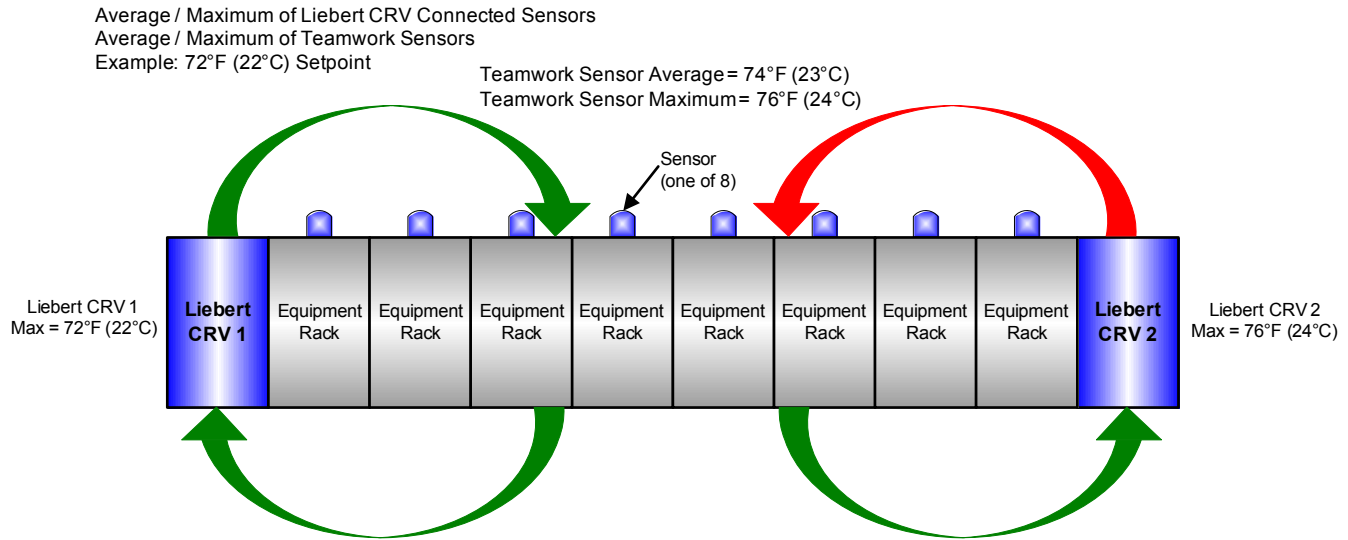 Average / Maximum of Liebert CRV Connected Sensors
Average / Maximum of Teamwork Sensors
Example: 72°F (22°C) Setpoint
Teamwork Sensor Average = 74°F (23°C)
Teamwork Sensor Maximum = 76°F (24°C)
Sensor
(one of 8)
Liebert CRV 1
Max = 72°F (22°C)
Liebert
CRV 1
Equipment
Rack
Equipment
Rack
Equipment
Rack
Equipment
Rack
Equipment
Rack
Equipment
Rack
Equipment
Rack
Equipment
Rack
Liebert
CRV 2
Liebert CRV 2
Max = 76°F (24°C)